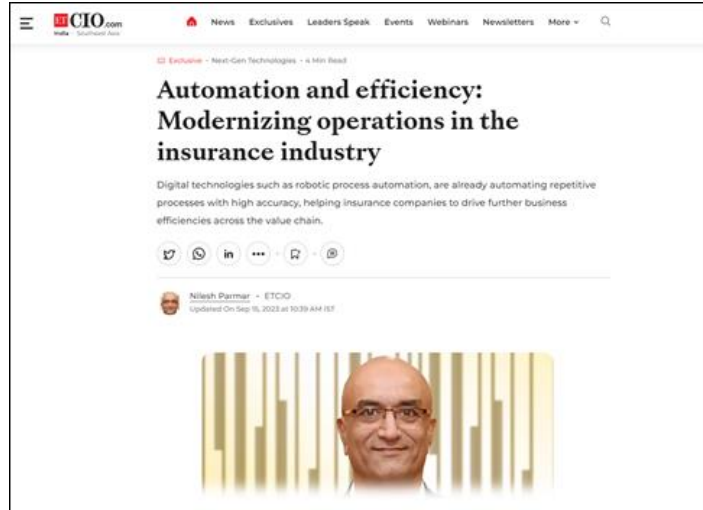 ET CIO.com
India Southeast Asia
News Exclusives Leaders Speak Events Webinars Newsletters More
Exclusive • Next-Gen Technologies • 4 Min Read
Automation and efficiency:
Modernizing operations in the
insurance industry
Digital technologies such as robotic process automation, are already automating repetitive
processes with high accuracy, helping insurance companies to drive further business
efficiencies across the value chain.
in
Nilesh Parmar • ETCIO
Updated On Sep 15, 2023 at 10:39 AM IST